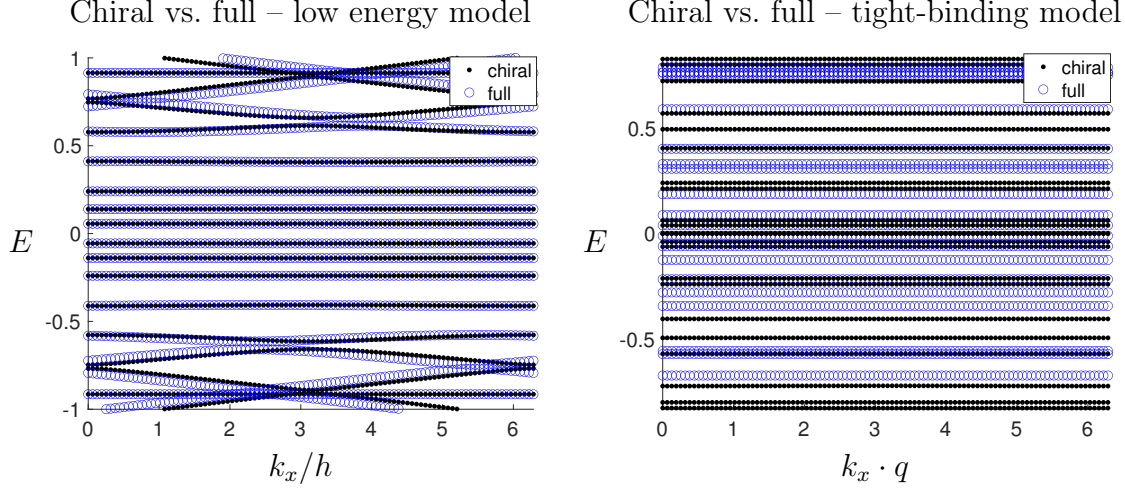 Chiral vs. full – low energy model
1
0.5
0
-0.5
-1
E
0 1 2 3 4 5 6
k_x/h
chiral
full
Chiral vs. full – tight-binding model
0.5
0
-0.5
E
0 1 2 3 4 5 6
k_x · q
chiral
full